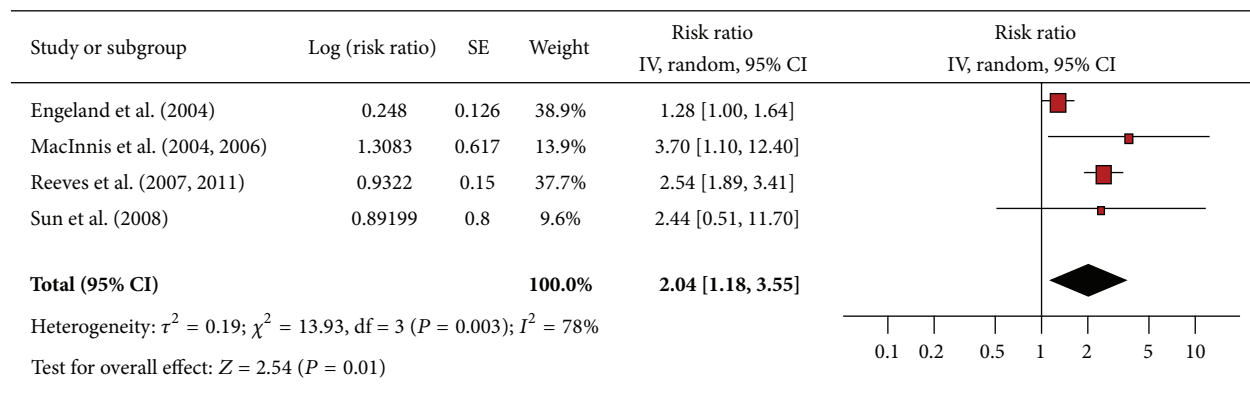 Study or subgroup Log (risk ratio) SE Weight Risk ratio IV, random, 95% CI Risk ratio IV, random, 95% CI
Engeland et al. (2004) 0.248 0.126 38.9% 1.28 [1.00, 1.64]
MacInnis et al. (2004, 2006) 1.3083 0.617 13.9% 3.70 [1.10, 12.40]
Reeves et al. (2007, 2011) 0.9322 0.15 37.7% 2.54 [1.89, 3.41]
Sun et al. (2008) 0.89199 0.8 9.6% 2.44 [0.51, 11.70]
Total (95% CI) 100.0% 2.04 [1.18, 3.55]
Heterogeneity: τ² = 0.19; χ² = 13.93, df = 3 (P = 0.003); I² = 78%
Test for overall effect: Z = 2.54 (P = 0.01)
0.1 0.2 0.5 1 2 5 10